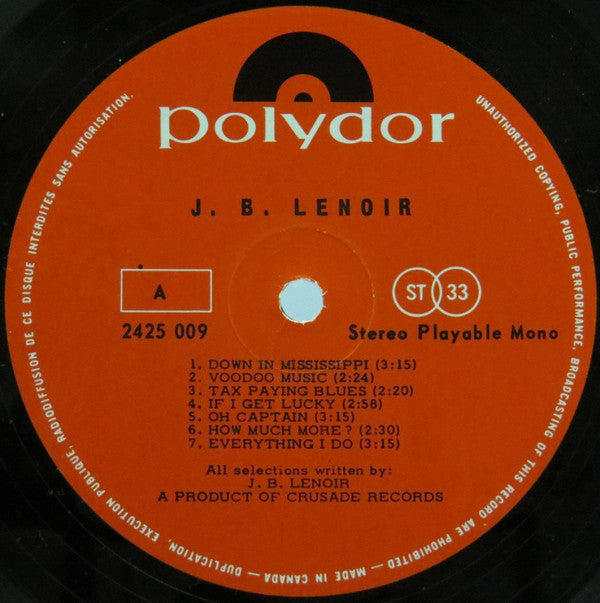 polydor
J. B. LENOIR
A
2425 009
ST 33
Stereo Playable Mono
1. DOWN IN MISSISSIPPI (3:15)
2. VOODOO MUSIC (2:24)
3. TAX PAYING BLUES (2:20)
4. IF I GET LUCKY (2:58)
5. OH CAPTAIN (3:15)
6. HOW MUCH MORE? (2:30)
7. EVERYTHING I DO (3:15)
All selections written by:
J. B. LENOIR
A PRODUCT OF CRUSADE RECORDS
UNAUTHORIZED COPYING, PUBLIC PERFORMANCE, BROADCASTING OF THIS RECORD ARE PROHIBITED — MADE IN CANADA — DUPLICATION, EXECUTION PUBLIQUE, RADIODIFFUSION DE CE DISQUE INTERDITES SANS AUTORISATION.